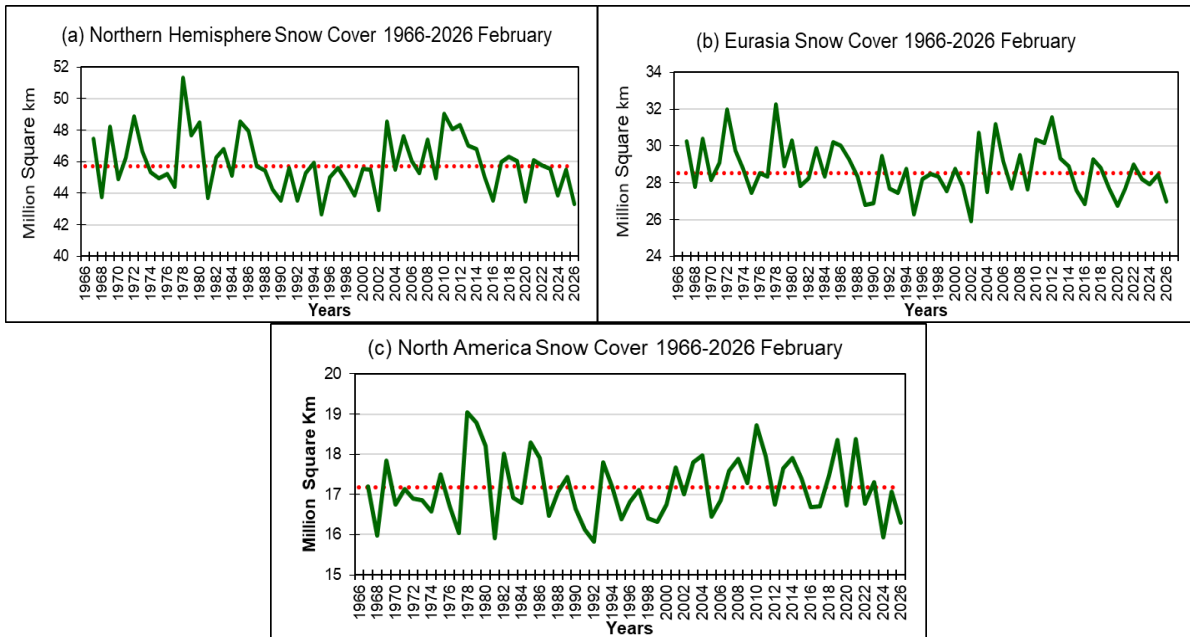 (a) Northern Hemisphere Snow Cover 1966-2026 February
Million Square km
52
50
48
46
44
42
40
1966 1968 1970 1972 1974 1976 1978 1980 1982 1984 1986 1988 1990 1992 1994 1996 1998 2000 2002 2004 2006 2008 2010 2012 2014 2016 2018 2020 2022 2024 2026
Years
(b) Eurasia Snow Cover 1966-2026 February
Million Square km
34
32
30
28
26
24
1966 1968 1970 1972 1974 1976 1978 1980 1982 1984 1986 1988 1990 1992 1994 1996 1998 2000 2002 2004 2006 2008 2010 2012 2014 2016 2018 2020 2022 2024 2026
Years
(c) North America Snow Cover 1966-2026 February
Million Square Km
20
19
18
17
16
15
1966 1968 1970 1972 1974 1976 1978 1980 1982 1984 1986 1988 1990 1992 1994 1996 1998 2000 2002 2004 2006 2008 2010 2012 2014 2016 2018 2020 2022 2024 2026
Years